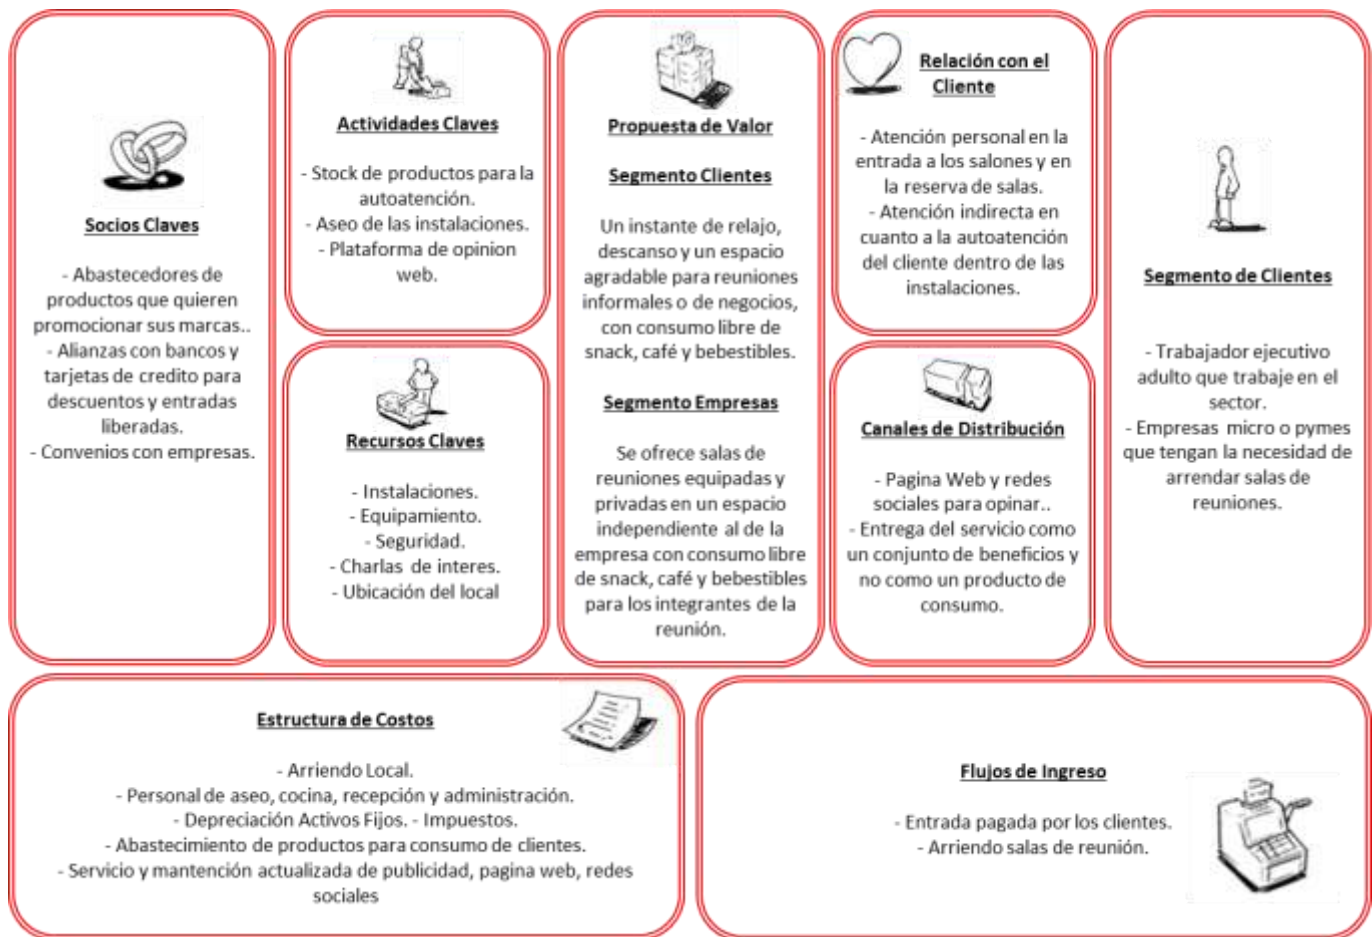 Socios Claves
- Abastecedores de
productos que quieren
promocionar sus marcas..
- Alianzas con bancos y
tarjetas de credito para
descuentos y entradas
liberadas.
- Convenios con empresas.
Actividades Claves
- Stock de productos para la
autoatención.
- Aseo de las instalaciones.
- Plataforma de opinion
web.
Recursos Claves
- Instalaciones.
- Equipamiento.
- Seguridad.
- Charlas de interes.
- Ubicación del local
Propuesta de Valor
Segmento Clientes
Un instante de relajo,
descanso y un espacio
agradable para reuniones
informales o de negocios,
con consumo libre de
snack, café y bebestibles.
Segmento Empresas
Se ofrece salas de
reuniones equipadas y
privadas en un espacio
independiente al de la
empresa con consumo libre
de snack, café y bebestibles
para los integrantes de la
reunión.
Relación con el
Cliente
- Atención personal en la
entrada a los salones y en
la reserva de salas.
- Atención indirecta en
cuanto a la autoatención
del cliente dentro de las
instalaciones.
Canales de Distribución
- Pagina Web y redes
sociales para opinar..
- Entrega del servicio como
un conjunto de beneficios y
no como un producto de
consumo.
Segmento de Clientes
- Trabajador ejecutivo
adulto que trabaje en el
sector.
- Empresas micro o pymes
que tengan la necesidad de
arrendar salas de
reuniones.
Estructura de Costos
- Arriendo Local.
- Personal de aseo, cocina, recepción y administración.
- Depreciación Activos Fijos. - Impuestos.
- Abastecimiento de productos para consumo de clientes.
- Servicio y mantención actualizada de publicidad, pagina web, redes
sociales
Flujos de Ingreso
- Entrada pagada por los clientes.
- Arriendo salas de reunión.